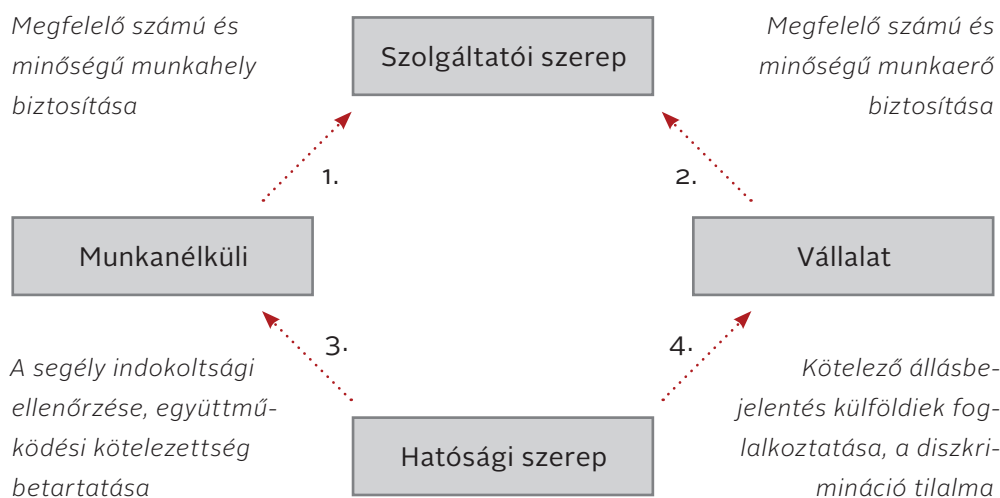 Megfelelő számú és
minőségű munkahely
biztosítása
Szolgáltatói szerep
Megfelelő számú és
minőségű munkaerő
biztosítása
1.
2.
Munkanélküli
Vállalat
3.
4.
A segély indokoltsági
ellenőrzése, együttmű-
ködési kötelezettség
betartatása
Hatósági szerep
Kötelező állásbe-
jelentés külföldiek fog-
lalkoztatása, a diszkri-
mináció tilalma